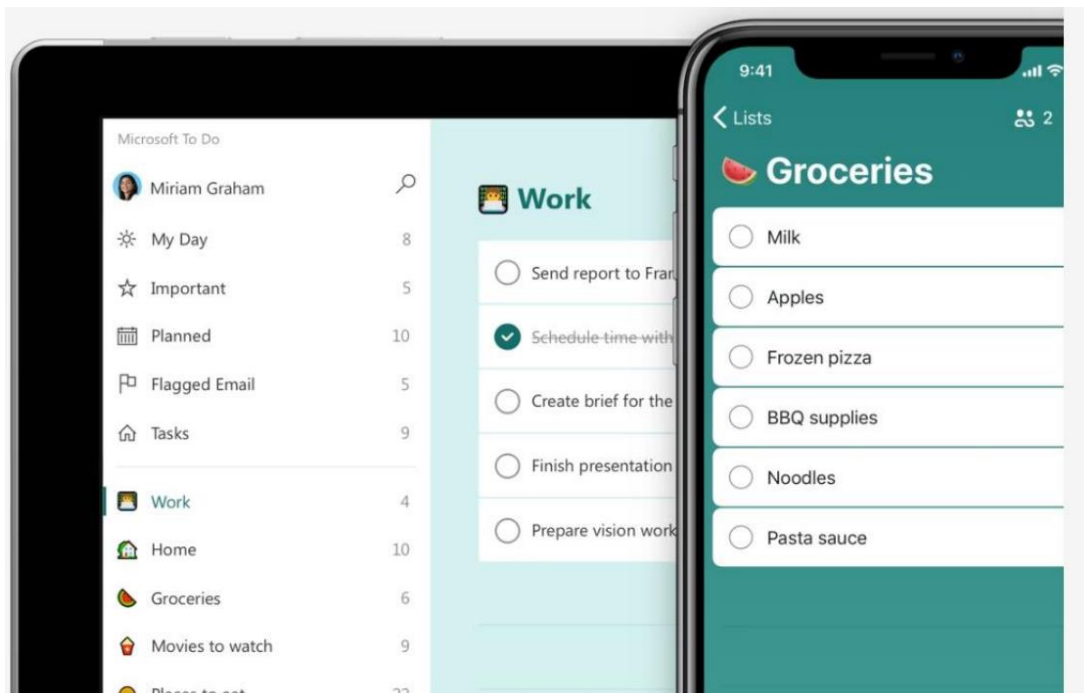 Microsoft To Do
Miriam Graham
My Day 8
Important 5
Planned 10
Flagged Email 5
Tasks 9
Work 4
Home 10
Groceries 6
Movies to watch 9
Work
Send report to
Schedule time with
Create brief for the
Finish presentation
Prepare vision
9:41
Lists 2
Groceries
Milk
Apples
Frozen pizza
BBQ supplies
Noodles
Pasta sauce